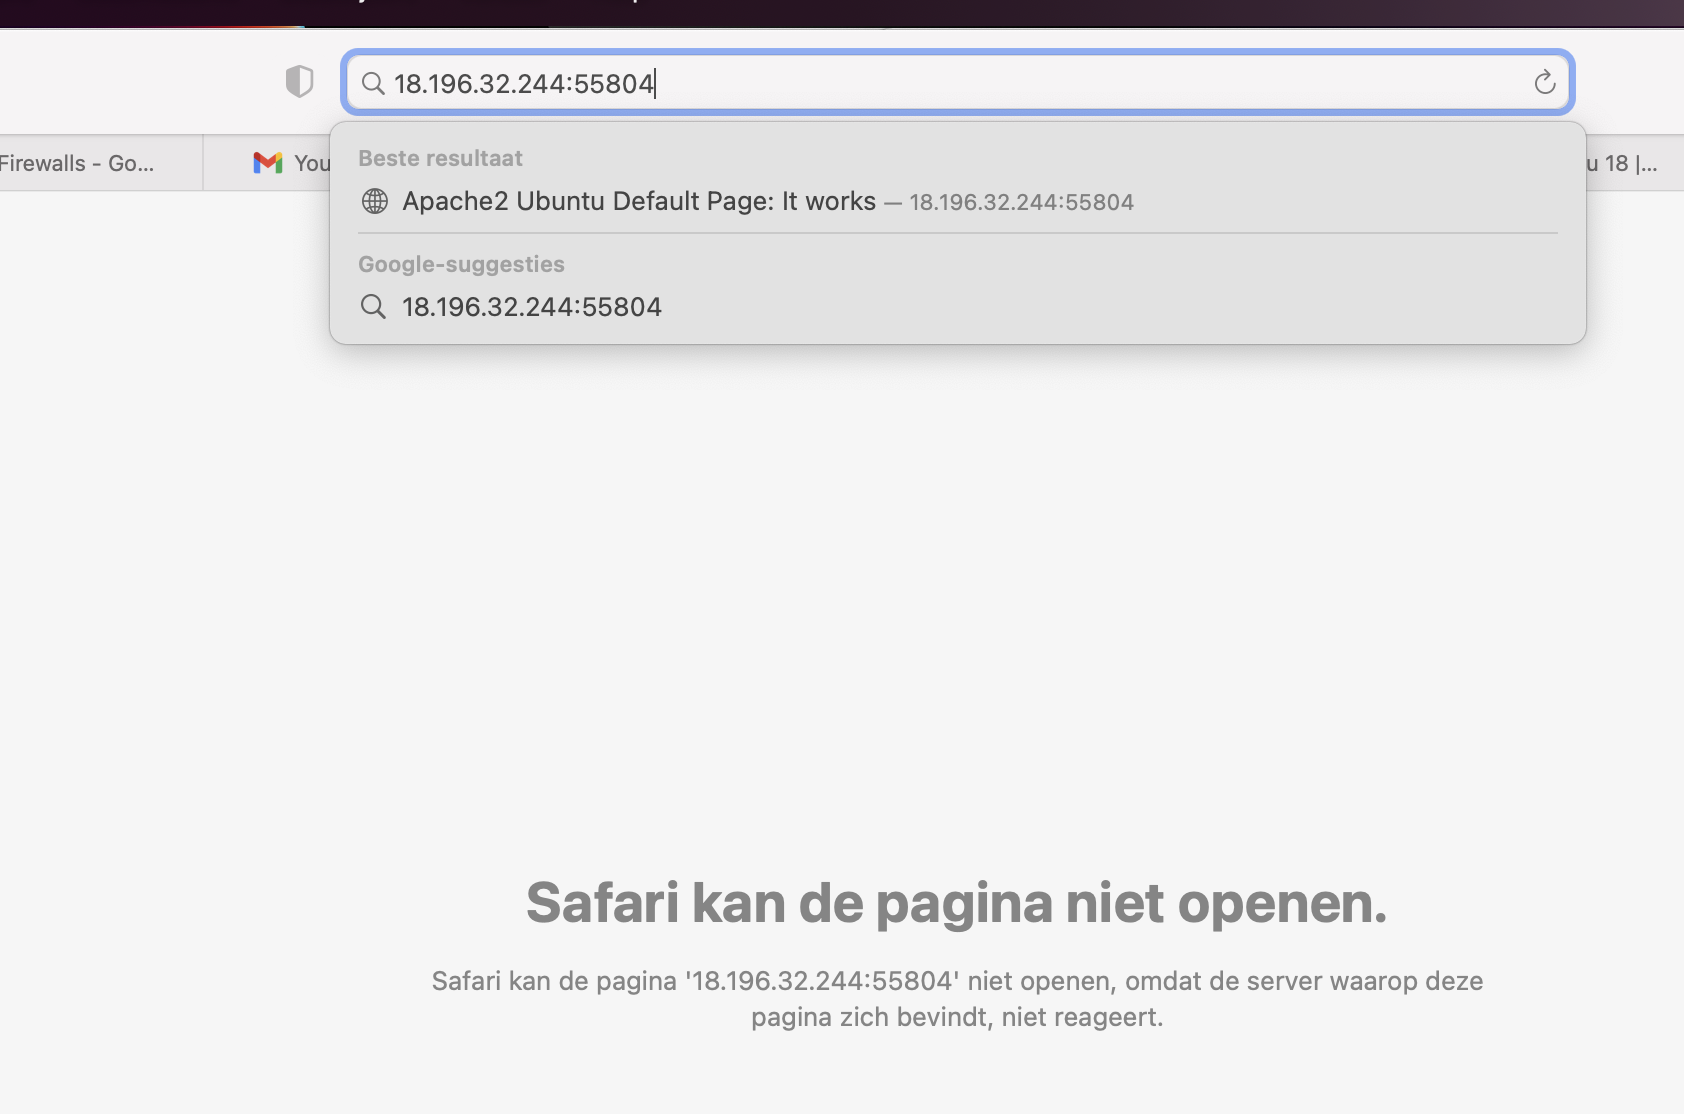 18.196.32.244:55804
Firewalls - Go...
You
u 18 |...
Beste resultaat
Apache2 Ubuntu Default Page: It works — 18.196.32.244:55804
Google-suggesties
18.196.32.244:55804
Safari kan de pagina niet openen.
Safari kan de pagina '18.196.32.244:55804' niet openen, omdat de server waarop deze
pagina zich bevindt, niet reageert.